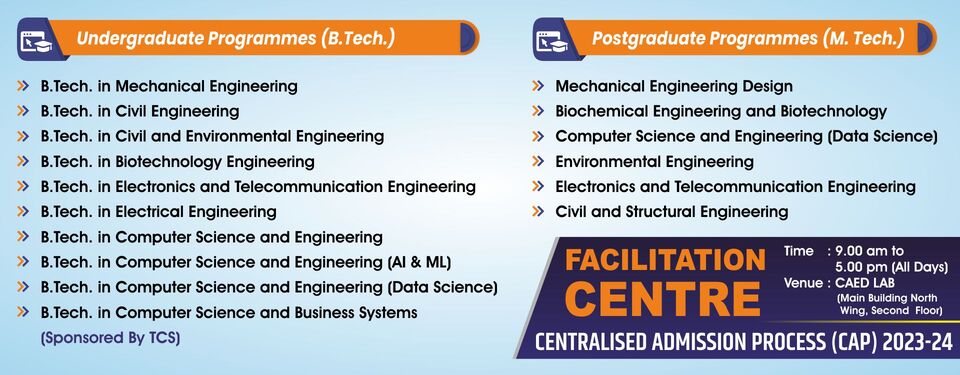 Undergraduate Programmes (B.Tech.)
B.Tech. in Mechanical Engineering
B.Tech. in Civil Engineering
B.Tech. in Civil and Environmental Engineering
B.Tech. in Biotechnology Engineering
B.Tech. in Electronics and Telecommunication Engineering
B.Tech. in Electrical Engineering
B.Tech. in Computer Science and Engineering
B.Tech. in Computer Science and Engineering (AI & ML)
B.Tech. in Computer Science and Engineering (Data Science)
B.Tech. in Computer Science and Business Systems
(Sponsored By TCS)
Postgraduate Programmes (M. Tech.)
Mechanical Engineering Design
Biochemical Engineering and Biotechnology
Computer Science and Engineering (Data Science)
Environmental Engineering
Electronics and Telecommunication Engineering
Civil and Structural Engineering
FACILITATION
CENTRE
Time : 9.00 am to
5.00 pm (All Days)
Venue : CAED LAB
(Main Building North
Wing, Second Floor)
CENTRALISED ADMISSION PROCESS (CAP) 2023-24